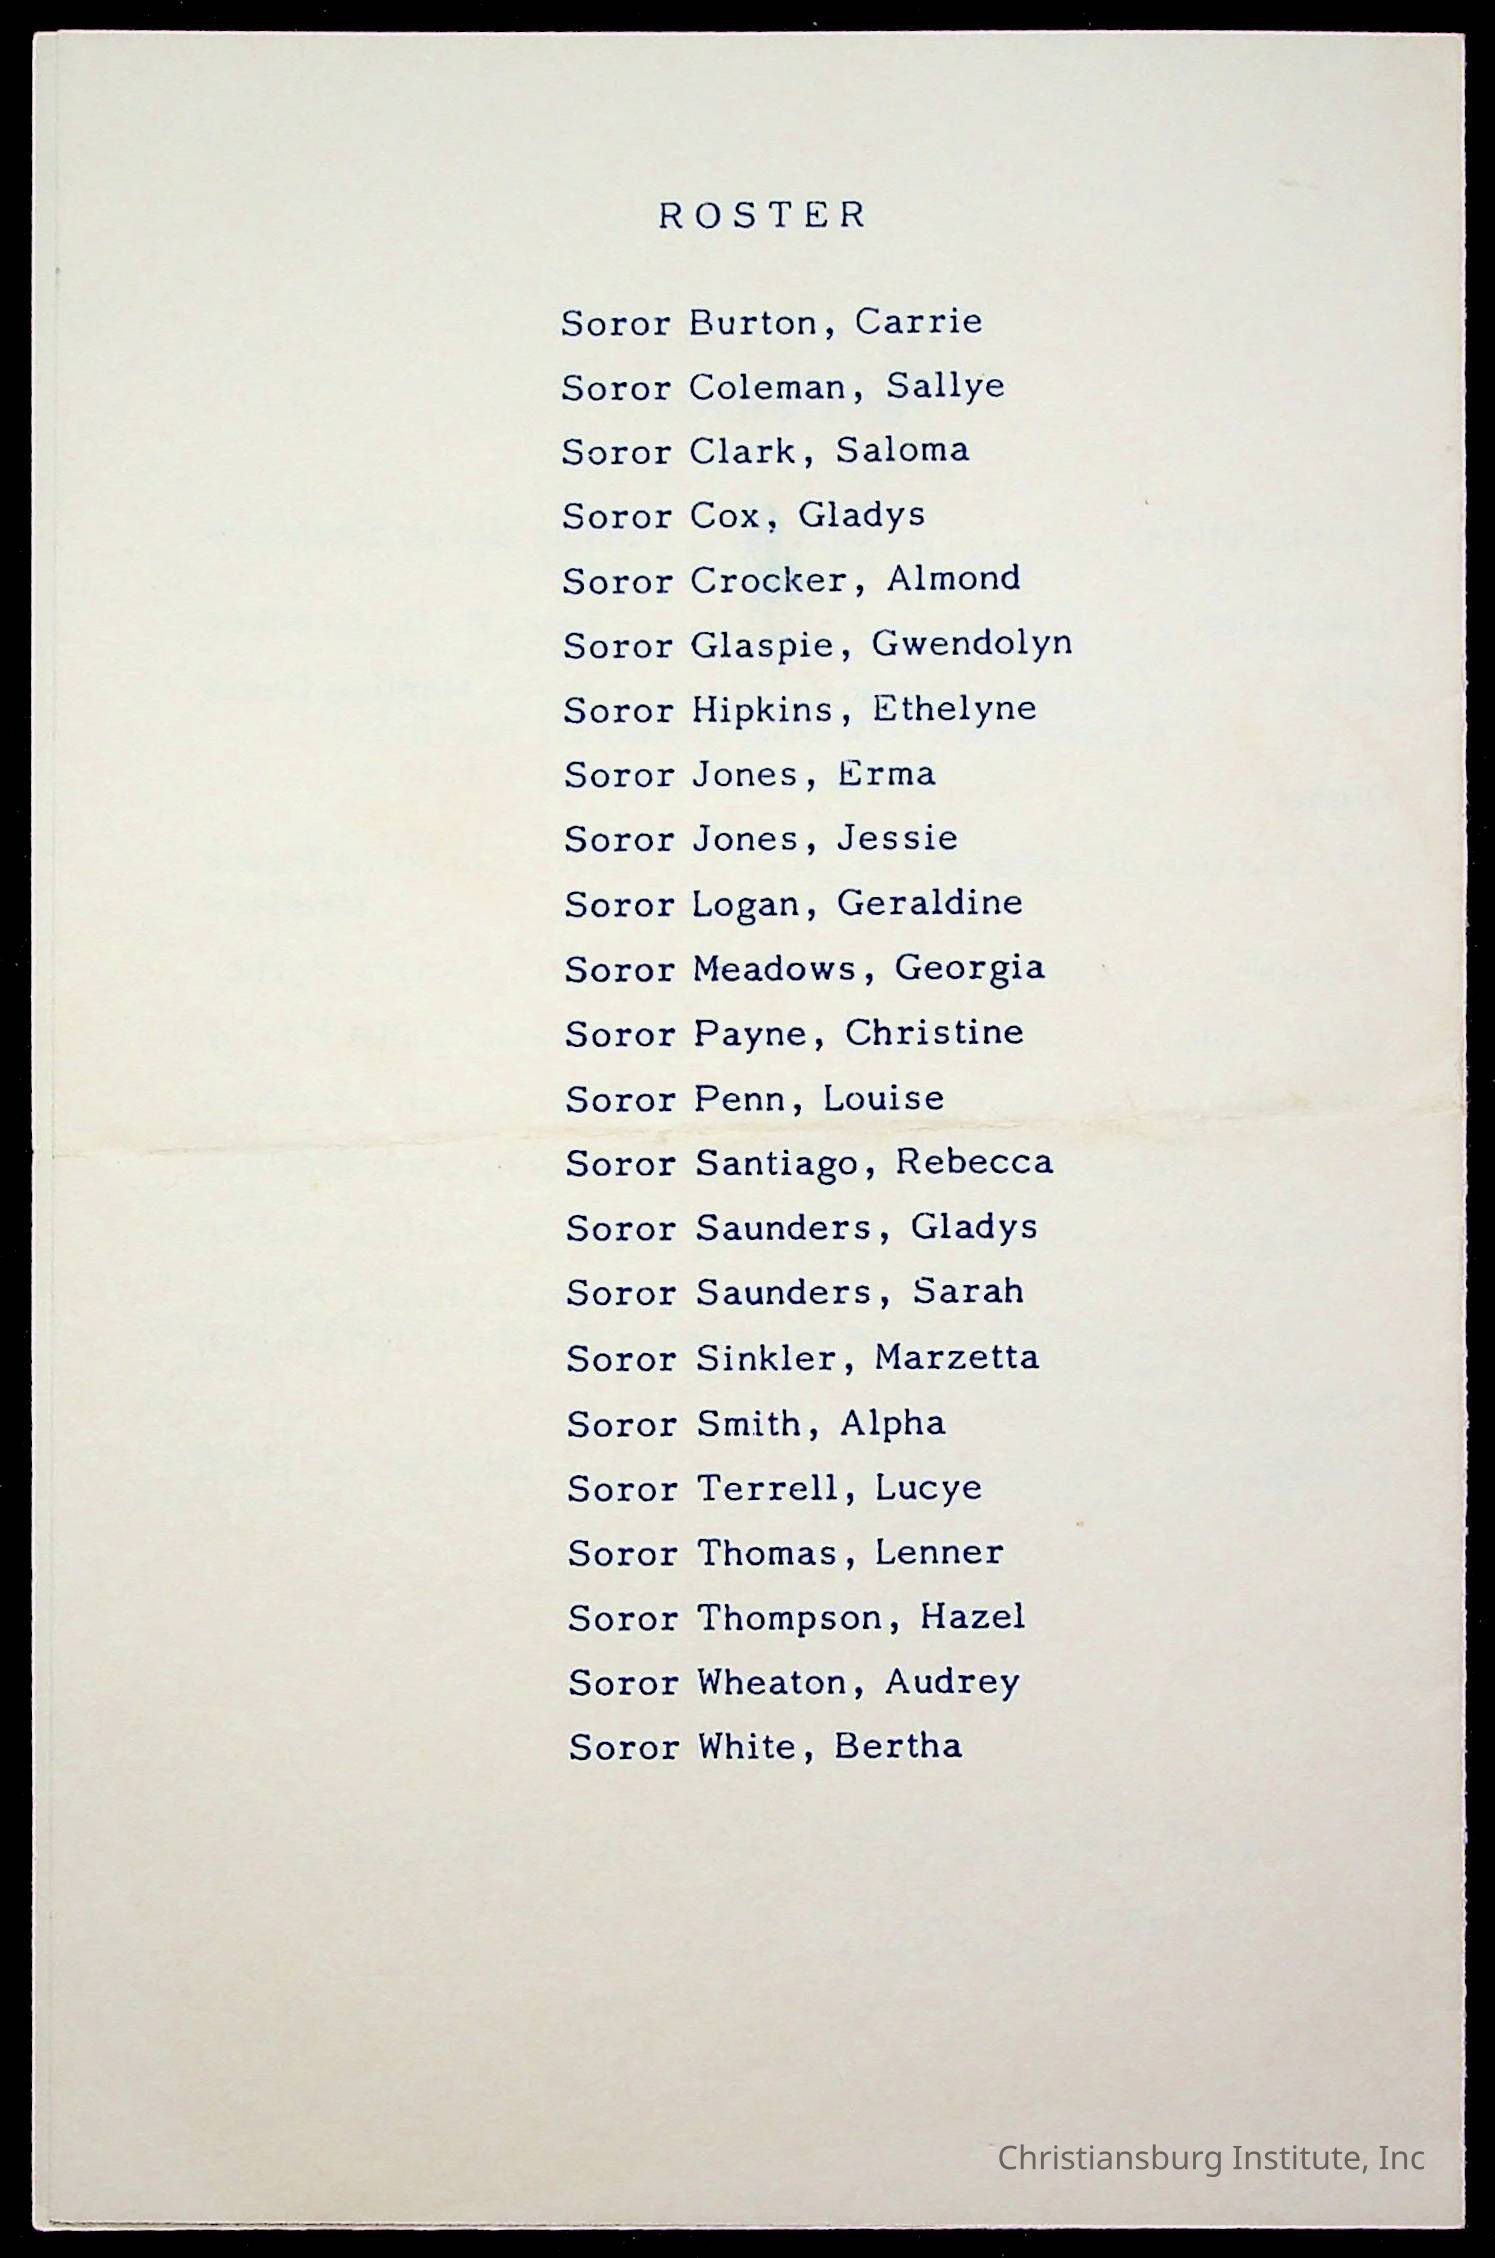 ROSTER
Soror Burton, Carrie
Soror Coleman, Sallye
Soror Clark, Saloma
Soror Cox, Gladys
Soror Crocker, Almond
Soror Glaspie, Gwendolyn
Soror Hipkins, Ethelyne
Soror Jones, Erma
Soror Jones, Jessie
Soror Logan, Geraldine
Soror Meadows, Georgia
Soror Payne, Christine
Soror Penn, Louise
Soror Santiago, Rebecca
Soror Saunders, Gladys
Soror Saunders, Sarah
Soror Sinkler, Marzetta
Soror Smith, Alpha
Soror Terrell, Lucye
Soror Thomas, Lenner
Soror Thompson, Hazel
Soror Wheaton, Audrey
Soror White, Bertha
Christiansburg Institute, Inc